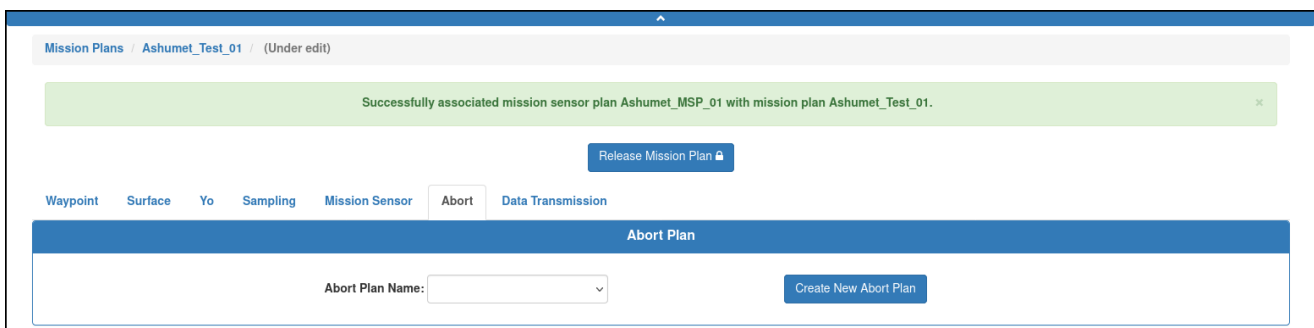 Mission Plans / Ashumet_Test_01 / (Under edit)
Successfully associated mission sensor plan Ashumet_MSP_01 with mission plan Ashumet_Test_01. ×
Release Mission Plan
Waypoint Surface Yo Sampling Mission Sensor Abort Data Transmission
Abort Plan
Abort Plan Name: Create New Abort Plan